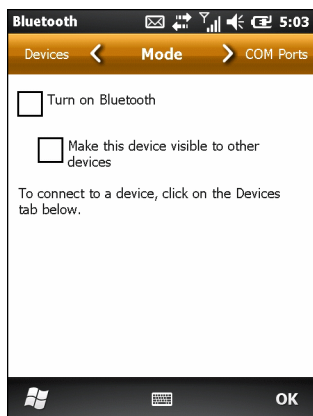 Bluetooth 5:03
Devices Mode COM Ports
Turn on Bluetooth
Make this device visible to other
devices
To connect to a device, click on the Devices
tab below.
OK